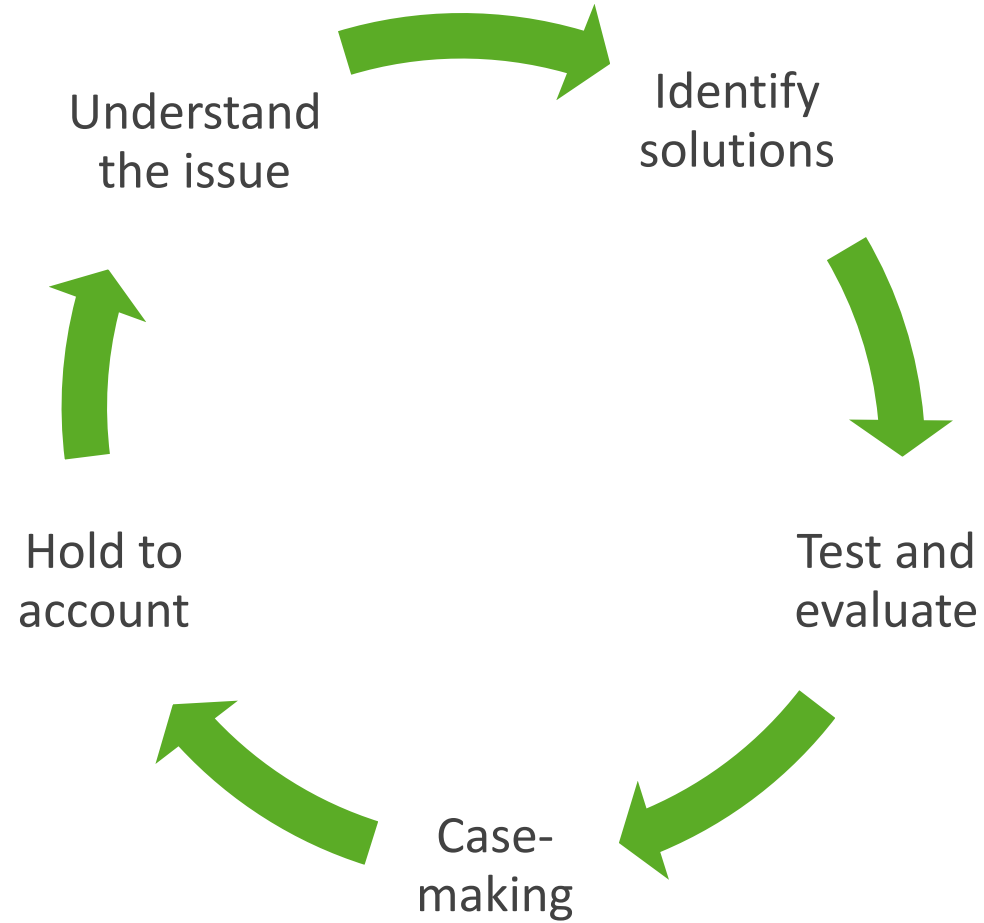 Understand
the issue
Identify
solutions
Test and
evaluate
Case-
making
Hold to
account